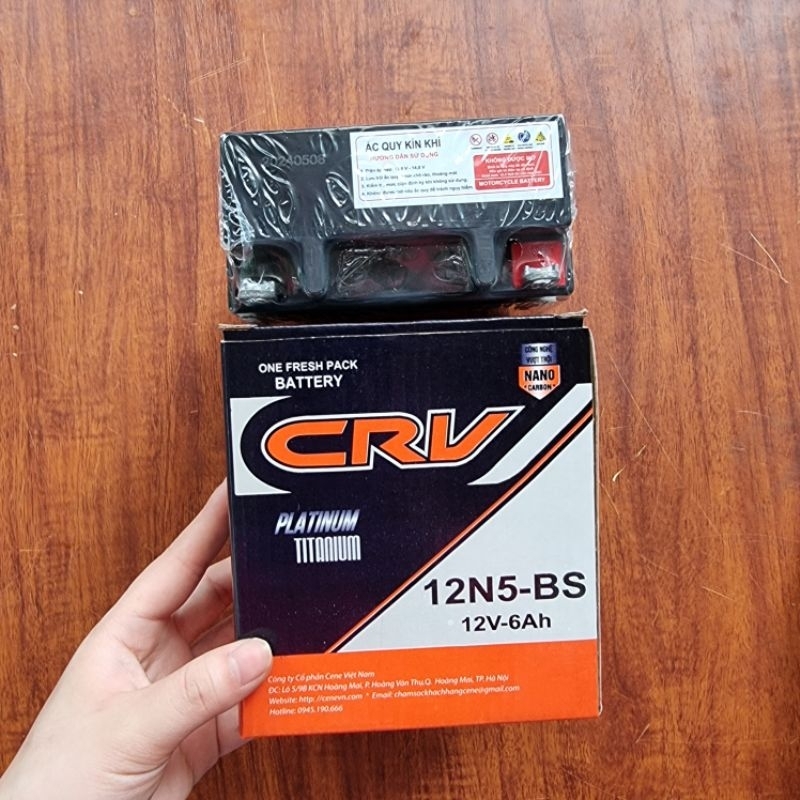 20240508
ẮC QUY KÍN KHÍ
HƯỚNG DẪN SỬ DỤNG
KHÔNG ĐƯỢC MỞ
MOTORCYCLE BATTERY
ONE FRESH PACK
BATTERY
CÔNG NGHỆ
VƯỢT TRỘI
NANO
CARBON
CRV
PLATINUM
TITANIUM
12N5-BS
12V-6Ah
Công ty Cổ phần Cene Việt Nam
ĐC: Lô 5/9B KCN Hoàng Mai, P. Hoàng Văn Thụ,Q. Hoàng Mai, TP. Hà Nội
Website: http://cenevn.com * Email: chamsockhachhangcene@gmail.com
Hotline: 0945.190.666